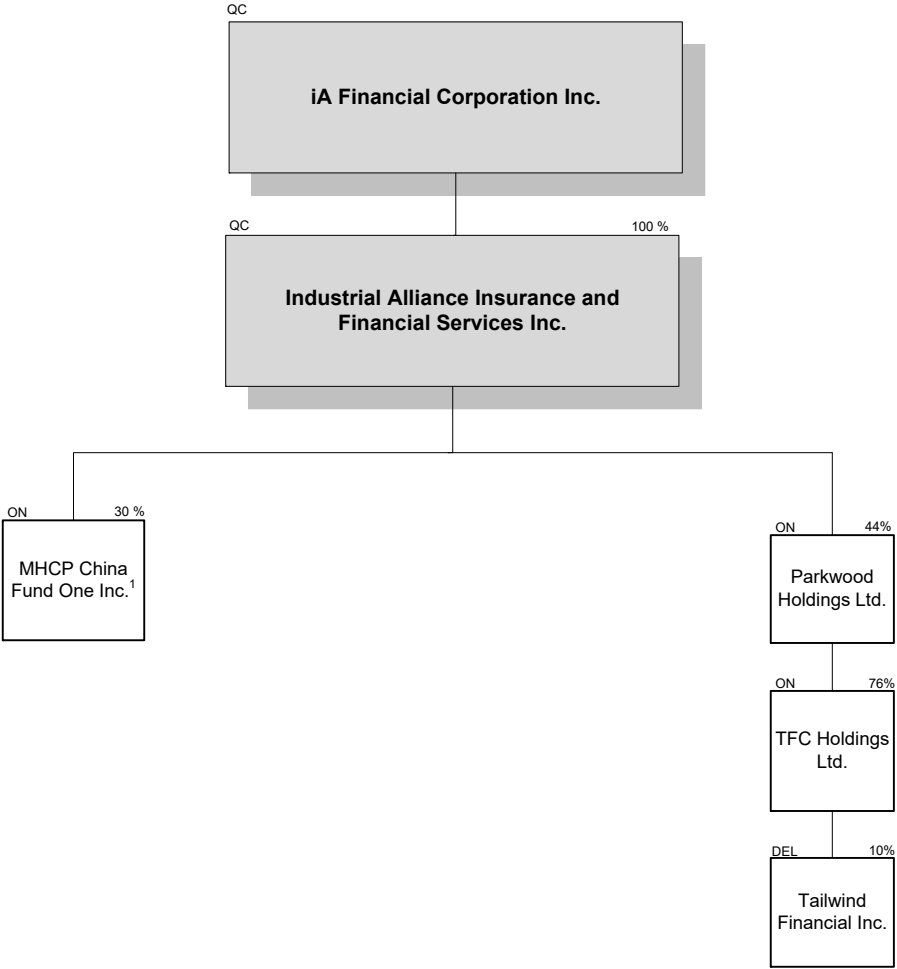 QC
iA Financial Corporation Inc.
QC 100 %
Industrial Alliance Insurance and
Financial Services Inc.
ON 30 %
MHCP China
Fund One Inc.1
ON 44%
Parkwood
Holdings Ltd.
ON 76%
TFC Holdings
Ltd.
DEL 10%
Tailwind
Financial Inc.